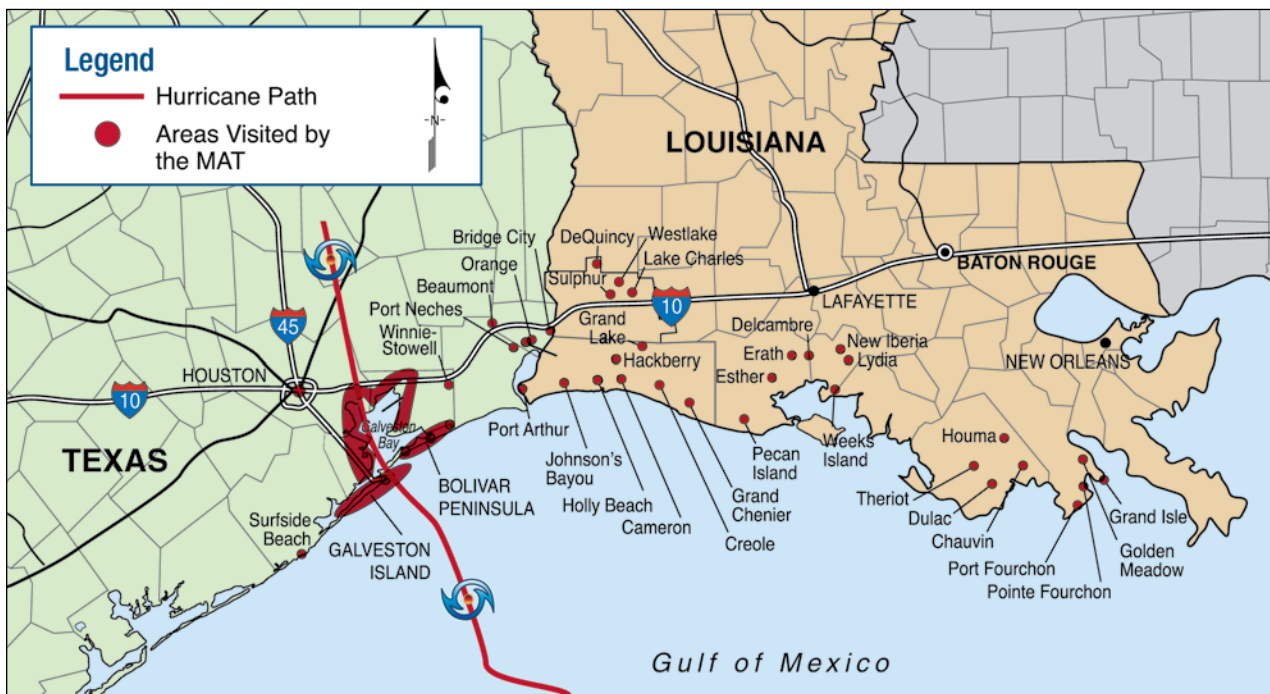 Legend
Hurricane Path
Areas Visited by
the MAT
-N-
LOUISIANA
Bridge City
DeQuincy
Westlake
Orange
Lake Charles
Sulphur
BATON ROUGE
Beaumont
Port Neches
10
LAFAYETTE
45
Winnie-
Stowell
Grand
Lake
Delcambre
New Iberia
NEW ORLEANS
Hackberry
Erath
Lydia
HOUSTON
Esther
10
Galveston
Bay
Port Arthur
TEXAS
Johnson's
Bayou
Pecan
Island
Weeks
Island
Houma
BOLIVAR
PENINSULA
Holly Beach
Grand
Chenier
Theriot
Surfside
Beach
Cameron
Dulac
Grand Isle
GALVESTON
ISLAND
Creole
Chauvin
Golden
Meadow
Port Fourchon
Pointe Fourchon
Gulf of Mexico